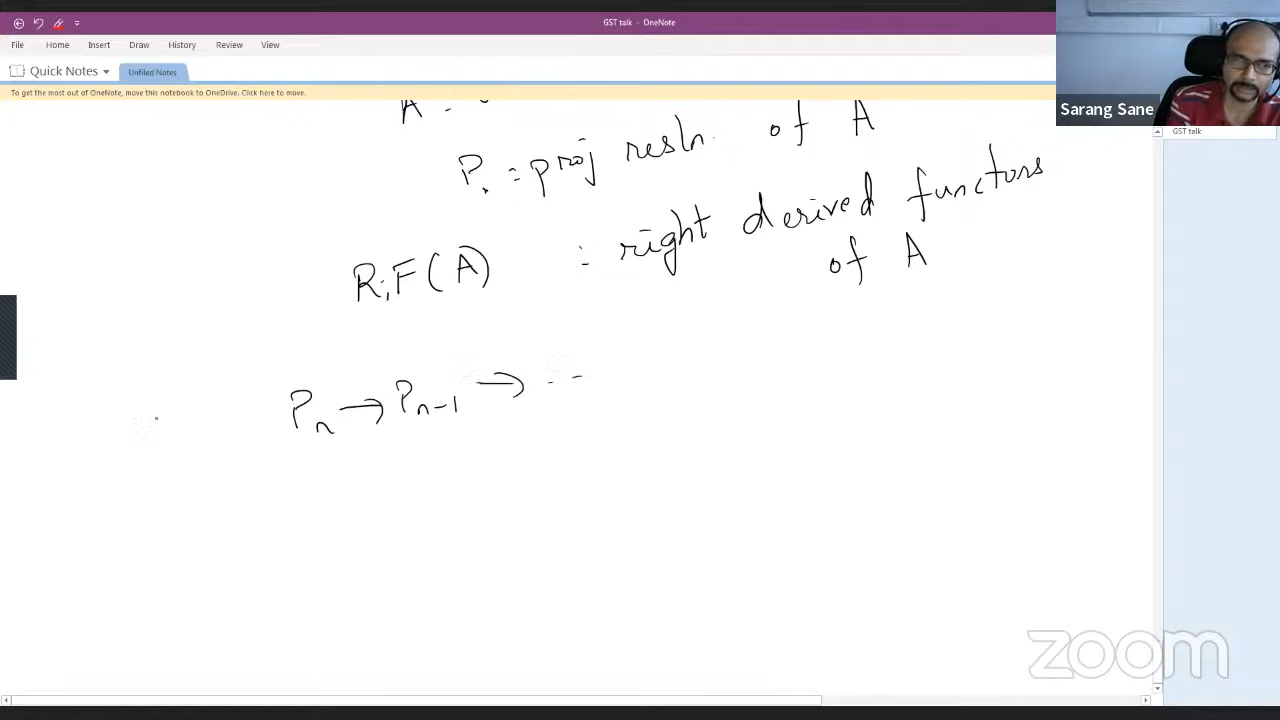 GST talk - OneNote
File Home Insert Draw History Review View
Quick Notes Unfiled Notes
To get the most out of OneNote, move this notebook to OneDrive. Click here to move.
Sarang Sane
GST talk
A
P. = proj resln. of A
RiF(A) : right derived functors
of A
Pn → Pn-1 → --
zoom